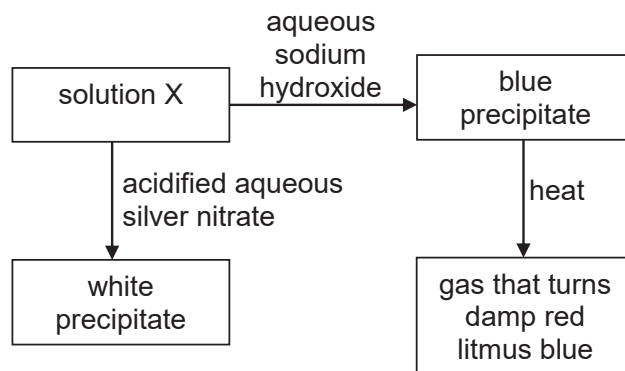 solution X
aqueous
sodium
hydroxide
blue
precipitate
acidified aqueous
silver nitrate
heat
white
precipitate
gas that turns
damp red
litmus blue